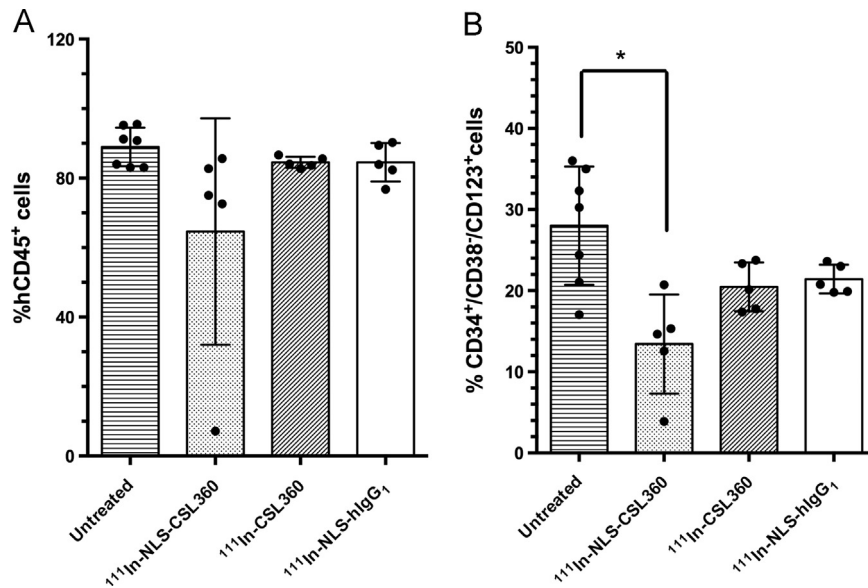 A
%hCD45⁺ cells
120
80
40
0
Untreated
¹¹¹In-NLS-CSL360
¹¹¹In-CSL360
¹¹¹In-NLS-hIgG₁
B
% CD34⁺/CD38⁻/CD123⁺cells
50
40
30
20
10
0
*
Untreated
¹¹¹In-NLS-CSL360
¹¹¹In-CSL360
¹¹¹In-NLS-hIgG₁